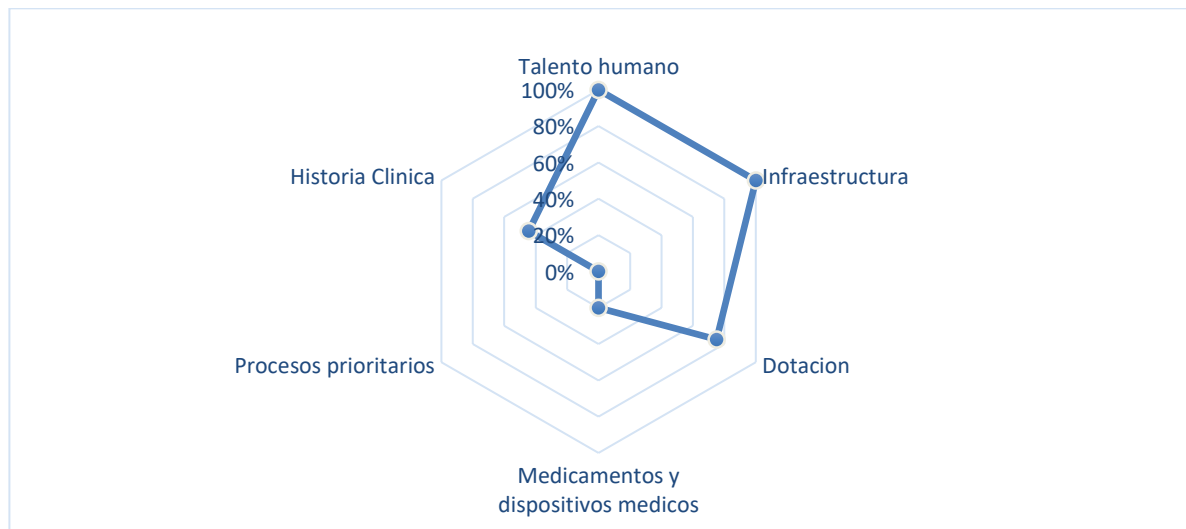 Talento humano
100%
80%
60%
40%
20%
0%
Infraestructura
Dotacion
Medicamentos y
dispositivos medicos
Procesos prioritarios
Historia Clinica